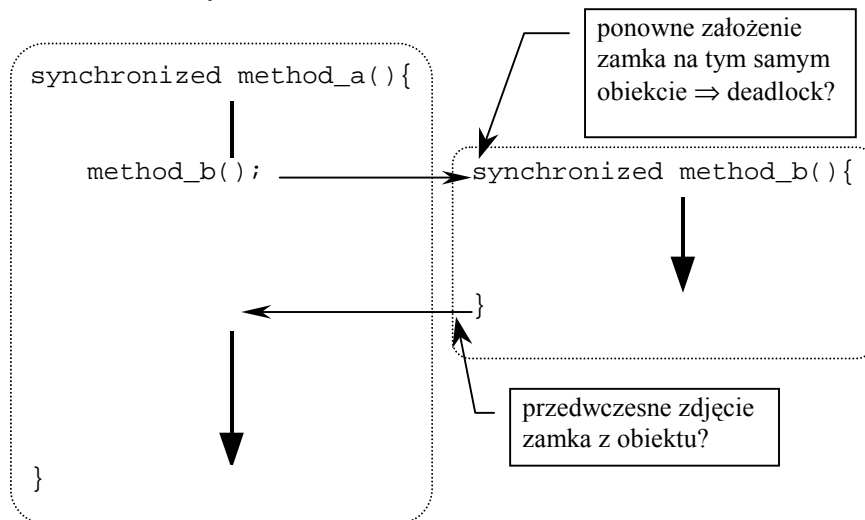 ponowne założenie
zamka na tym samym
obiekcie ⇒ deadlock?
synchronized method_a(){
method_b();
synchronized method_b(){
}
przedwczesne zdjęcie
zamka z obiektu?
}